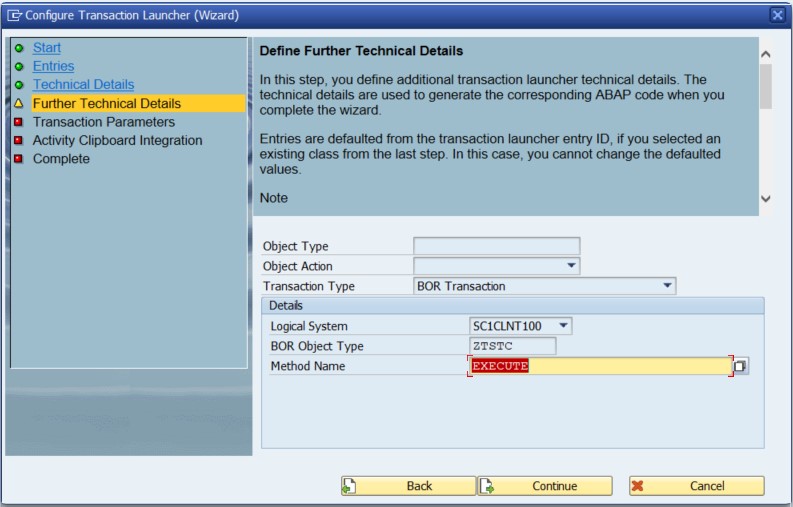 Configure Transaction Launcher (Wizard)
Start
Entries
Technical Details
Further Technical Details
Transaction Parameters
Activity Clipboard Integration
Complete
Define Further Technical Details
In this step, you define additional transaction launcher technical details. The
technical details are used to generate the corresponding ABAP code when you
complete the wizard.
Entries are defaulted from the transaction launcher entry ID, if you selected an
existing class from the last step. In this case, you cannot change the defaulted
values.
Note
Object Type
Object Action
Transaction Type BOR Transaction
Details
Logical System SC1CLNT100
BOR Object Type ZTSTC
Method Name EXECUTE
Back Continue Cancel